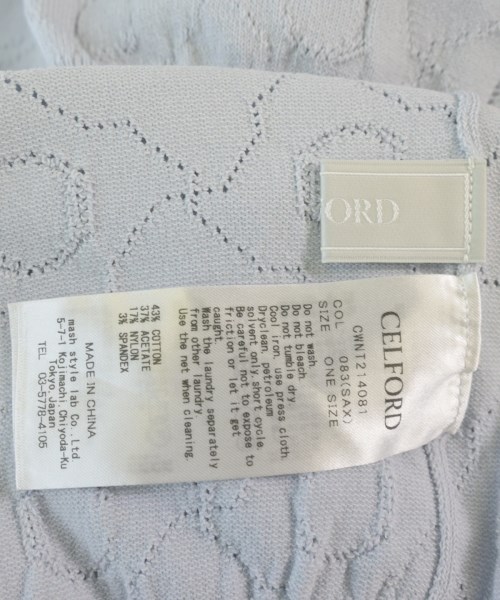 ORD
CELFORD
CWNT214081
COL 083(SAX)
SIZE ONE SIZE
Do not wash.
Do not bleach.
Do not tumble dry.
Cool iron, use press cloth.
Dryclean, petroleum
solvent only, short cycle.
Be careful not to expose to
friction or let it get
caught.
Wash the laundry separately
from other laundry.
Use the net when cleaning.
43% COTTON
37% ACETATE
17% NYLON
3% SPANDEX
MADE IN CHINA
mash style lab Co.,Ltd
5-7-1 Kojimachi, Chiyoda-Ku
Tokyo, Japan
TEL 03-5778-4105